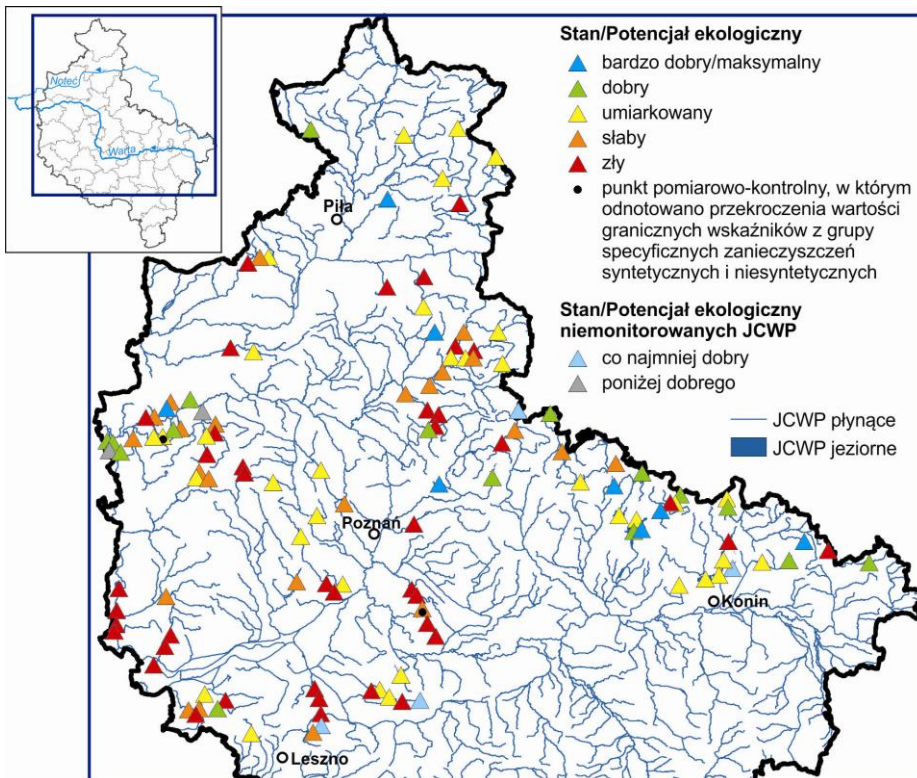 Noteć
Warta
Stan/Potencjał ekologiczny
bardzo dobry/maksymalny
dobry
umiarkowany
słaby
zły
punkt pomiarowo-kontrolny, w którym
odnotowano przekroczenia wartości
granicznych wskaźników z grupy
specyficznych zanieczyszczeń
syntetycznych i niesyntetycznych
Stan/Potencjał ekologiczny
niemonitorowanych JCWP
co najmniej dobry
poniżej dobrego
JCWP płynące
JCWP jeziorne
Piła
Poznań
Konin
Leszno